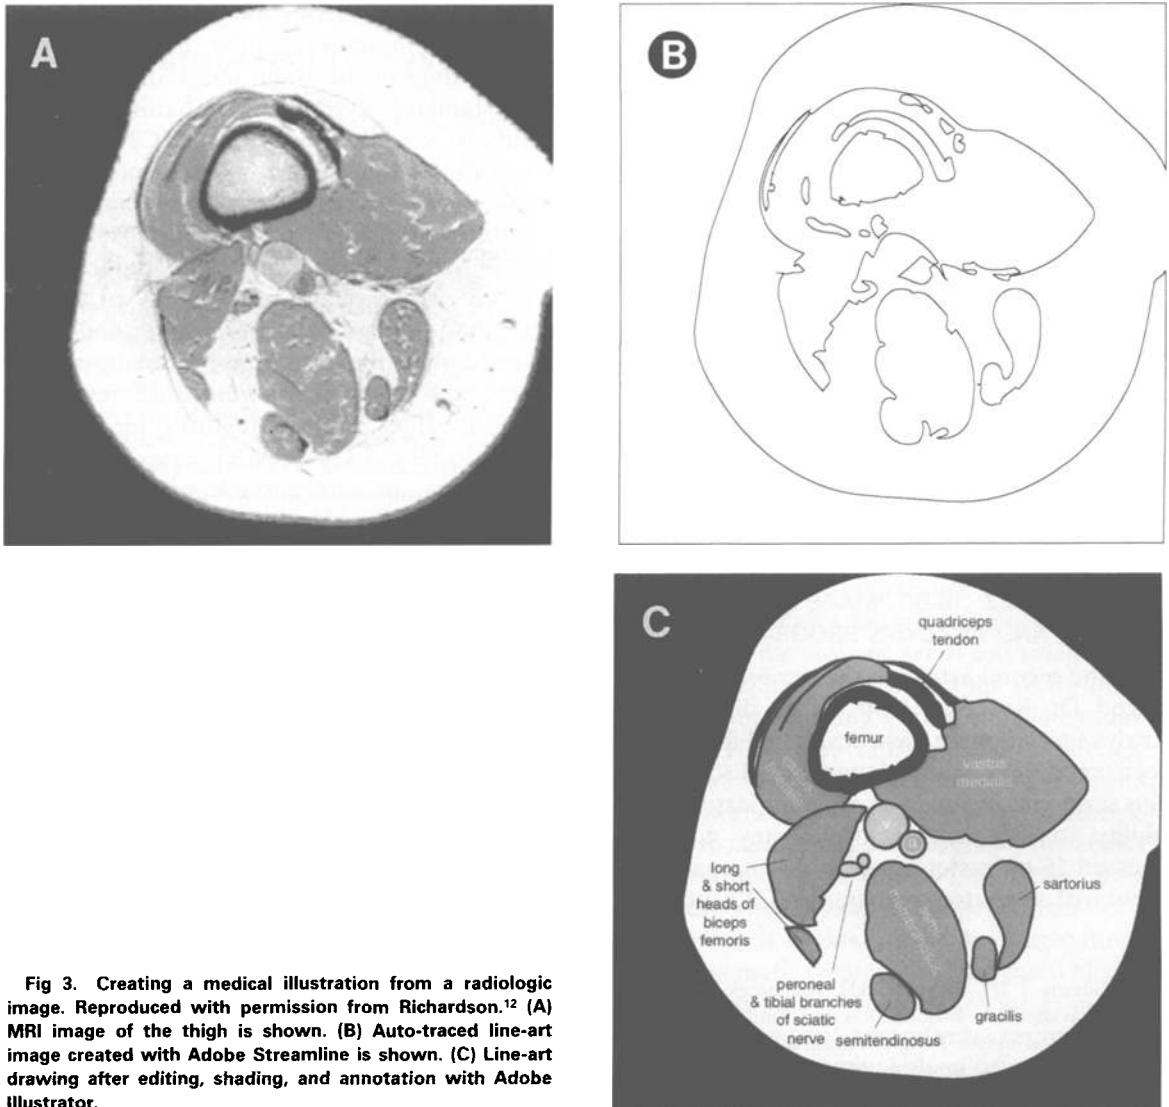 A
B
C
quadriceps
tendon
femur
vastus
medialis
v
long
& short
heads of
biceps
femoris
sartorius
semi
membranosus
peroneal
& tibial branches
of sciatic
nerve
semitendinosus
gracilis
Fig 3. Creating a medical illustration from a radiologic
image. Reproduced with permission from Richardson.¹² (A)
MRI image of the thigh is shown. (B) Auto-traced line-art
image created with Adobe Streamline is shown. (C) Line-art
drawing after editing, shading, and annotation with Adobe
Illustrator.